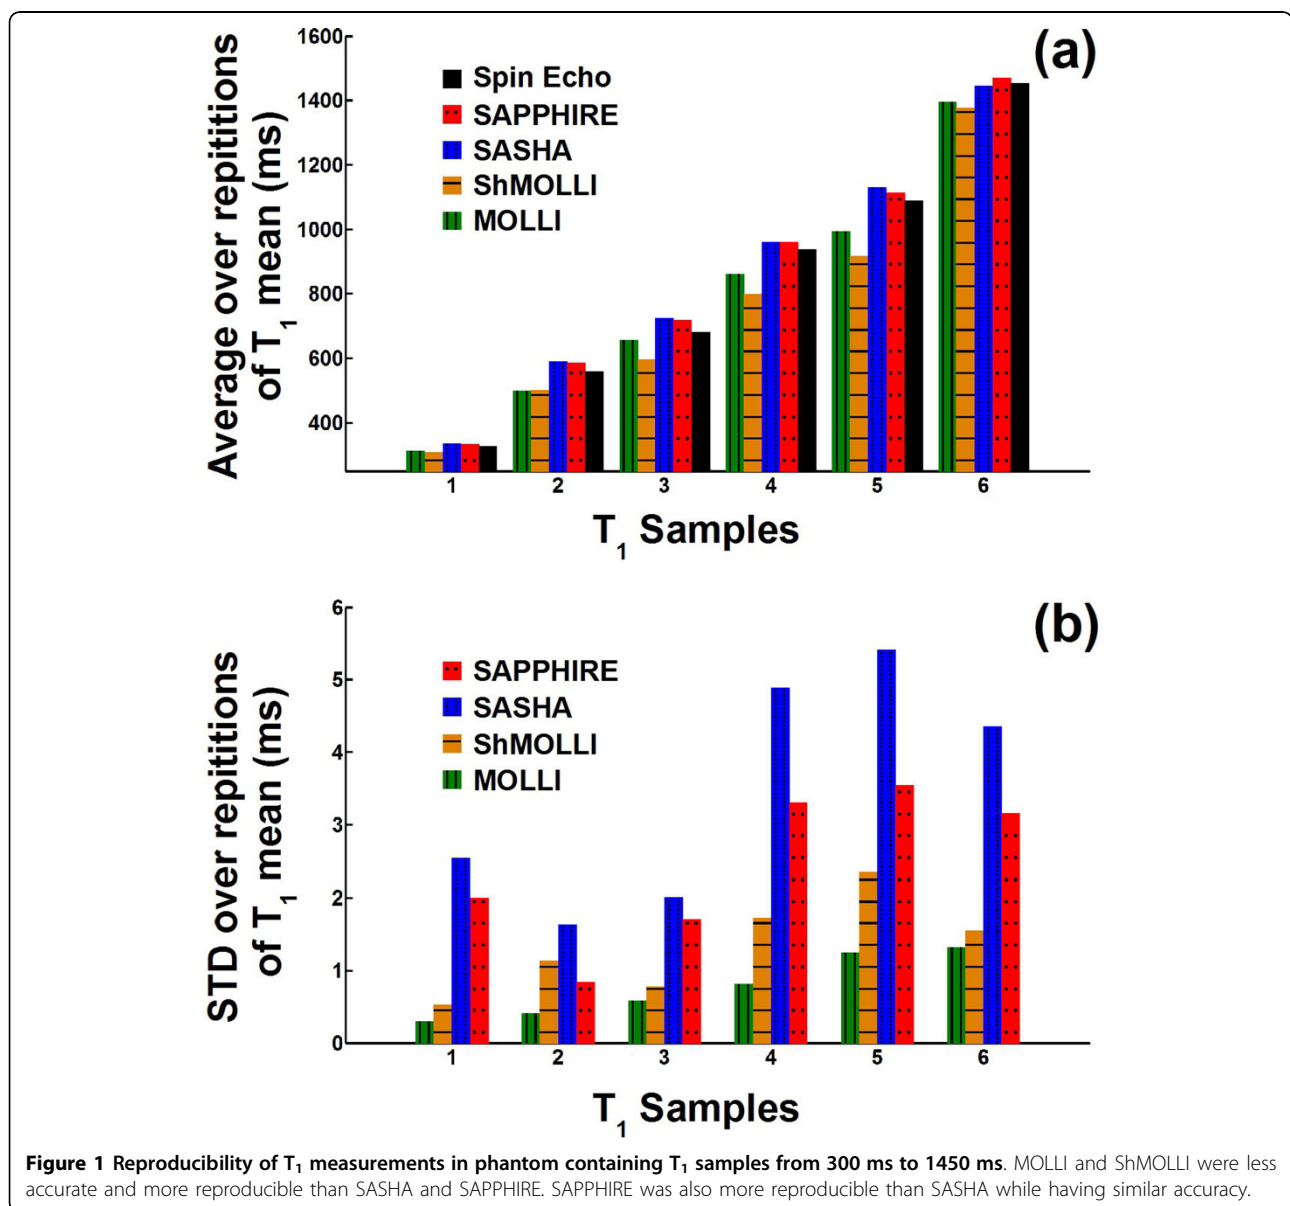 (a)
Average over repititions
of T1 mean (ms)
1600
1400
1200
1000
800
600
400
Spin Echo
SAPPHIRE
SASHA
ShMOLLI
MOLLI
1 2 3 4 5 6
T1 Samples
(b)
STD over repititions
of T1 mean (ms)
6
5
4
3
2
1
0
SAPPHIRE
SASHA
ShMOLLI
MOLLI
1 2 3 4 5 6
T1 Samples
Figure 1 Reproducibility of T1 measurements in phantom containing T1 samples from 300 ms to 1450 ms. MOLLI and ShMOLLI were less
accurate and more reproducible than SASHA and SAPPHIRE. SAPPHIRE was also more reproducible than SASHA while having similar accuracy.